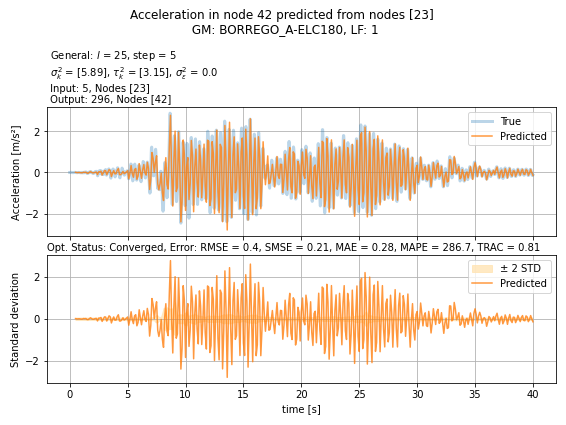 Acceleration in node 42 predicted from nodes [23]
GM: BORREGO_A-ELC180, LF: 1
General: l = 25, step = 5
σ²ₖ = [5.89], τ²ₖ = [3.15], σ²ε = 0.0
Input: 5, Nodes [23]
Output: 296, Nodes [42]
Acceleration [m/s²]
2
0
−2
True
Predicted
Opt. Status: Converged, Error: RMSE = 0.4, SMSE = 0.21, MAE = 0.28, MAPE = 286.7, TRAC = 0.81
Standard deviation
2
0
−2
± 2 STD
Predicted
0 5 10 15 20 25 30 35 40
time [s]